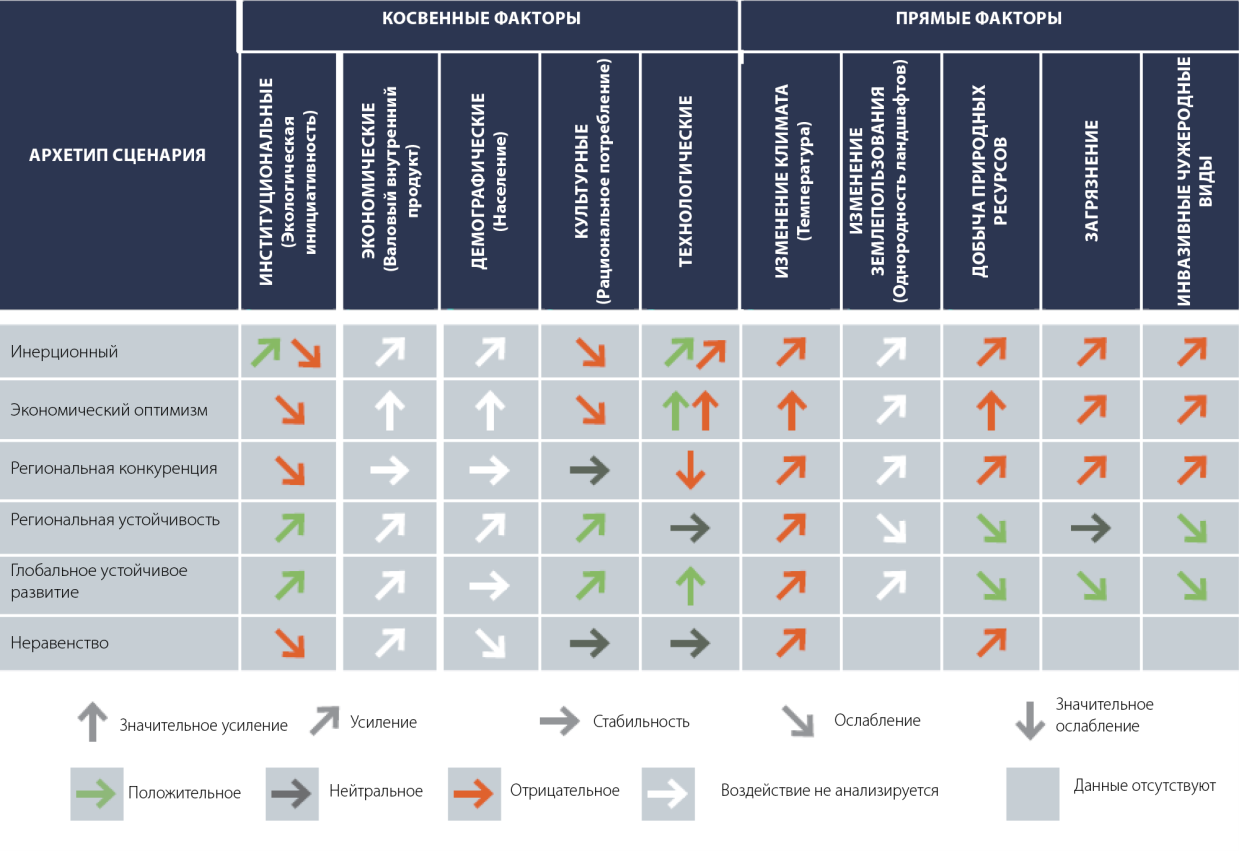 КОСВЕННЫЕ ФАКТОРЫ
ПРЯМЫЕ ФАКТОРЫ
АРХЕТИП СЦЕНАРИЯ
ИНСТИТУЦИОНАЛЬНЫЕ
(Экологическая
инициативность)
ЭКОНОМИЧЕСКИЕ
(Валовый внутренний
продукт)
ДЕМОГРАФИЧЕСКИЕ
(Население)
КУЛЬТУРНЫЕ
(Рациональное потребление)
ТЕХНОЛОГИЧЕСКИЕ
ИЗМЕНЕНИЕ КЛИМАТА
(Температура)
ИЗМЕНЕНИЕ
ЗЕМЛЕПОЛЬЗОВАНИЯ
(Однородность ландшафтов)
ДОБЫЧА ПРИРОДНЫХ
РЕСУРСОВ
ЗАГРЯЗНЕНИЕ
ИНВАЗИВНЫЕ ЧУЖЕРОДНЫЕ
ВИДЫ
Инерционный
Экономический оптимизм
Региональная конкуренция
Региональная устойчивость
Глобальное устойчивое
развитие
Неравенство
Значительное усиление
Усиление
Стабильность
Ослабление
Значительное
ослабление
Положительное
Нейтральное
Отрицательное
Воздействие не анализируется
Данные отсутствуют